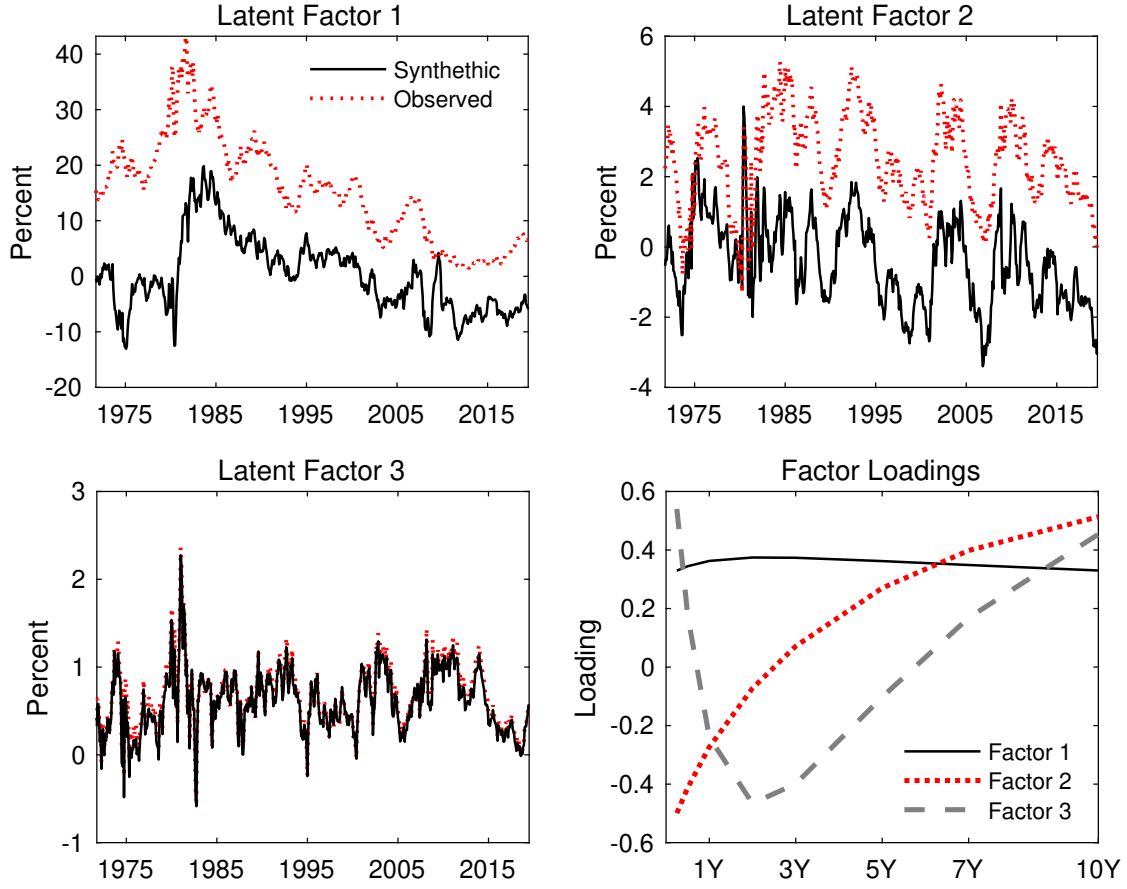 Latent Factor 1
Percent
40
30
20
10
0
-10
-20
1975
1985
1995
2005
2015
Synthethic
Observed
Latent Factor 2
Percent
6
4
2
0
-2
-4
1975
1985
1995
2005
2015
Latent Factor 3
Percent
3
2
1
0
-1
1975
1985
1995
2005
2015
Factor Loadings
Loading
0.6
0.4
0.2
0
-0.2
-0.4
-0.6
1Y
3Y
5Y
7Y
10Y
Factor 1
Factor 2
Factor 3